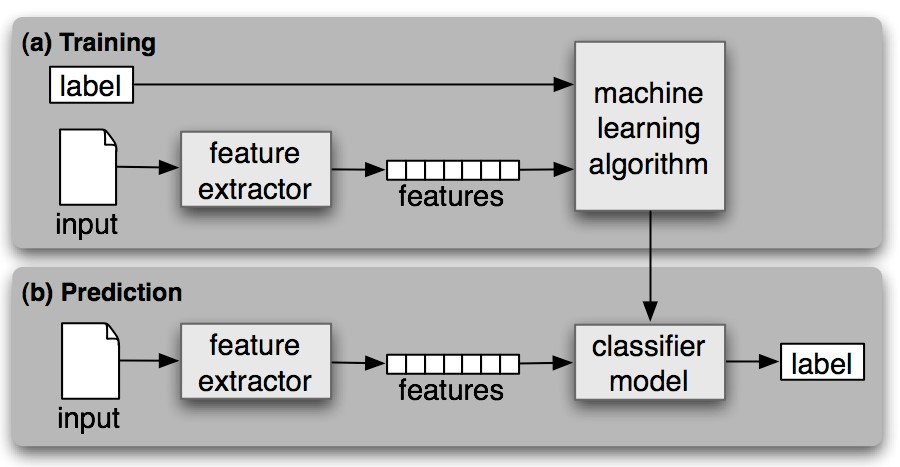 (a) Training
label
machine
learning
algorithm
feature
extractor
features
input
(b) Prediction
feature
extractor
features
classifier
model
label
input